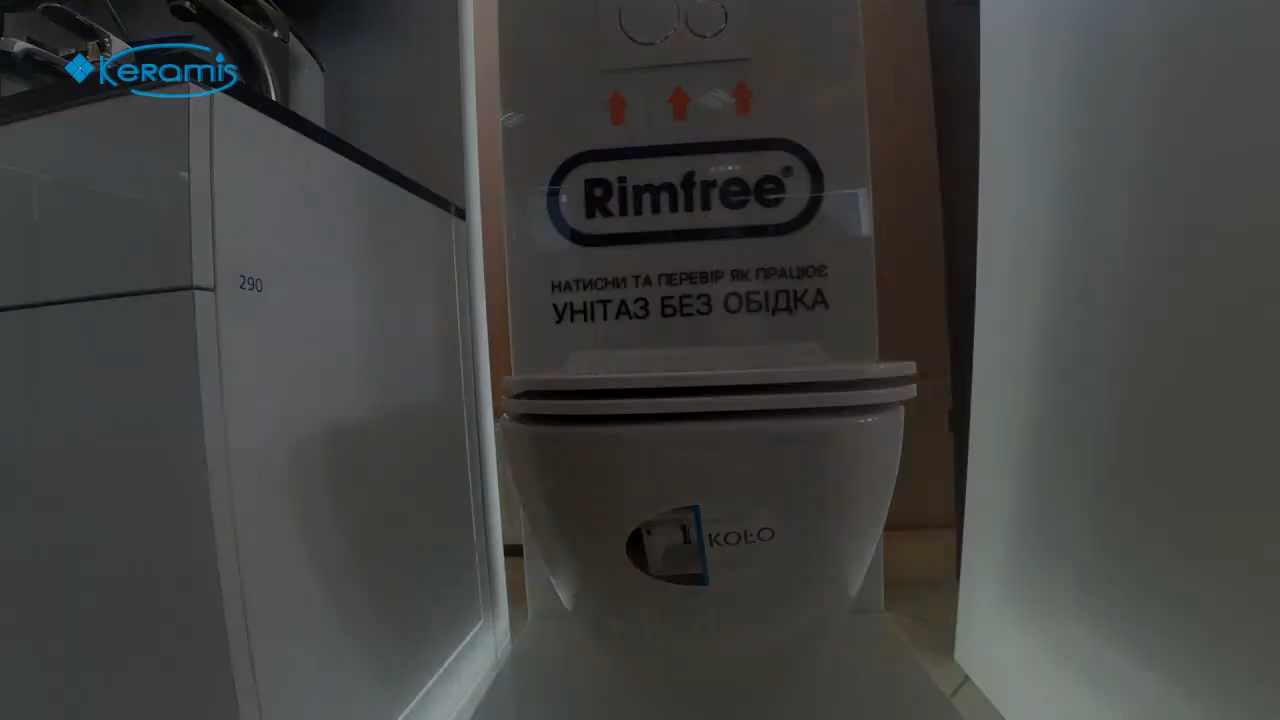 Keramis
Rimfree®
НАТИСНИ ТА ПЕРЕВІР ЯК ПРАЦЮЄ
УНІТАЗ БЕЗ ОБІДКА
290
KOŁO